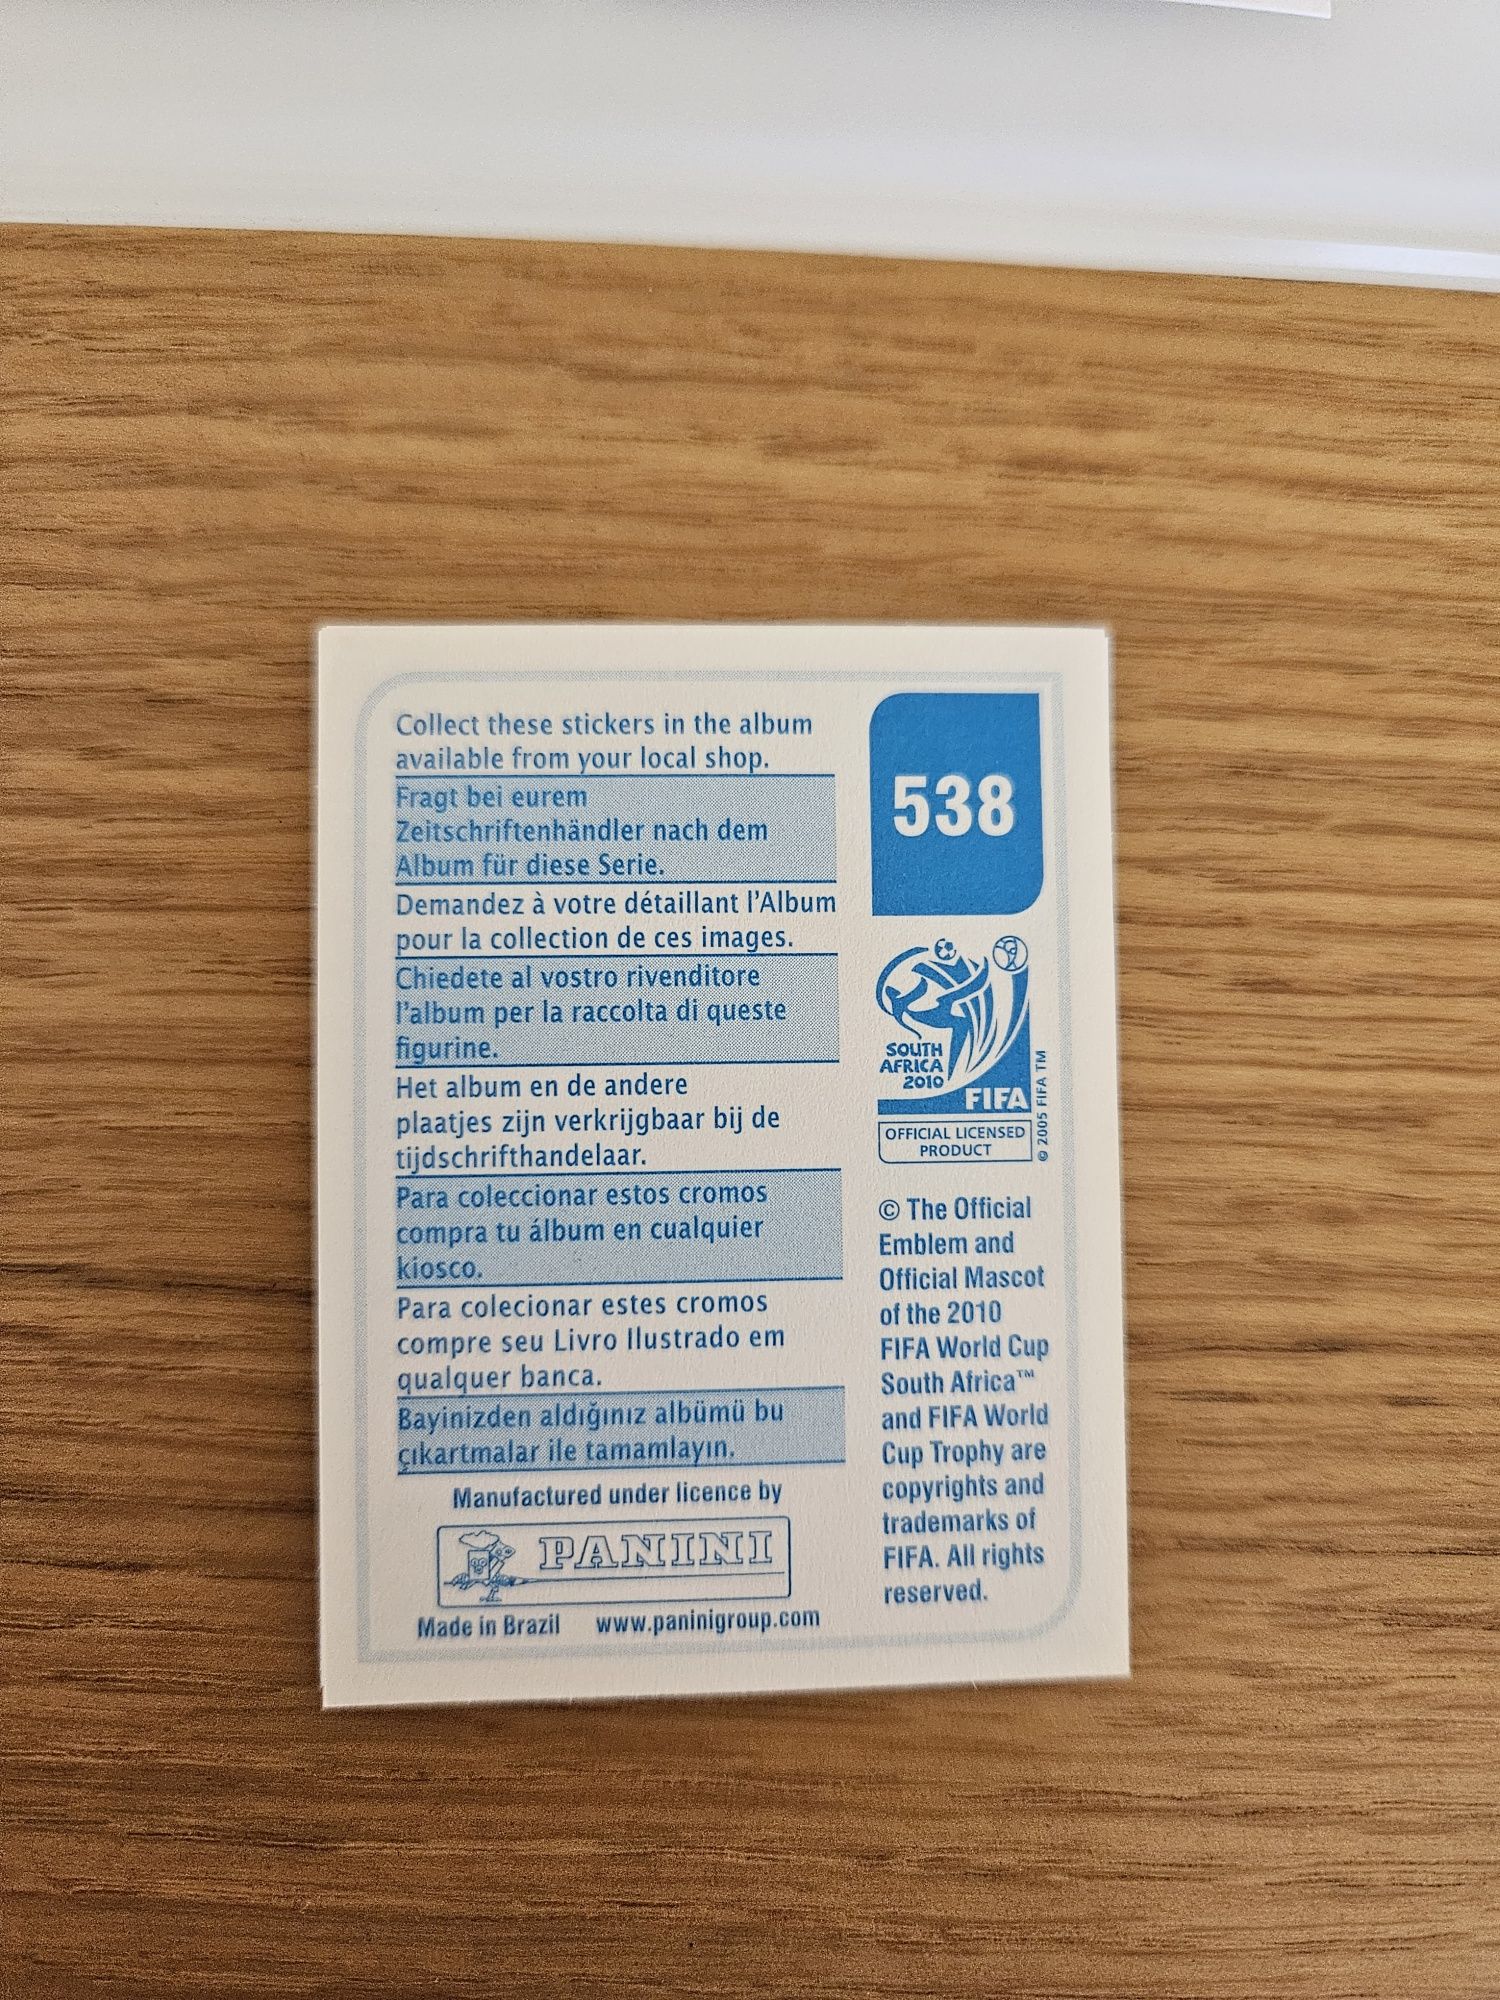 Collect these stickers in the album
available from your local shop.
Fragt bei eurem
Zeitschriftenhändler nach dem
Album für diese Serie.
Demandez à votre détaillant l'Album
pour la collection de ces images.
Chiedete al vostro rivenditore
l'album per la raccolta di queste
figurine.
Het album en de andere
plaatjes zijn verkrijgbaar bij de
tijdschrifthandelaar.
Para coleccionar estos cromos
compra tu álbum en cualquier
kiosco.
Para colecionar estes cromos
compre seu Livro Ilustrado em
qualquer banca.
Bayinizden aldığınız albümü bu
çıkartmalar ile tamamlayın.
Manufactured under licence by
PANINI
Made in Brazil www.paninigroup.com
538
SOUTH
AFRICA
2010
FIFA
OFFICIAL LICENSED
PRODUCT
© 2005 FIFA TM
© The Official
Emblem and
Official Mascot
of the 2010
FIFA World Cup
South Africa™
and FIFA World
Cup Trophy are
copyrights and
trademarks of
FIFA. All rights
reserved.